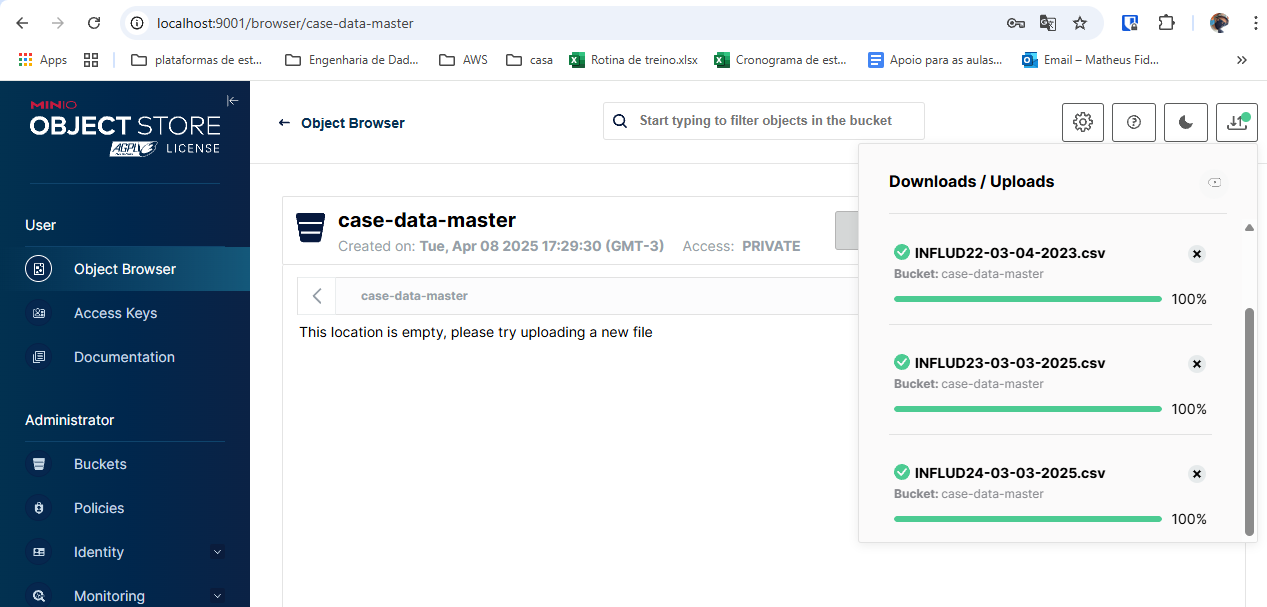 localhost:9001/browser/case-data-master
Apps
plataformas de est...
Engenharia de Dad...
AWS
casa
Rotina de treino.xlsx
Cronograma de est...
Apoio para as aulas...
Email – Matheus Fid...
MINIO
OBJECT STORE
AGPLv3 LICENSE
User
Object Browser
Access Keys
Documentation
Administrator
Buckets
Policies
Identity
Monitoring
Object Browser
Start typing to filter objects in the bucket
case-data-master
Created on: Tue, Apr 08 2025 17:29:30 (GMT-3) Access: PRIVATE
case-data-master
This location is empty, please try uploading a new file
Downloads / Uploads
INFLUD22-03-04-2023.csv
Bucket: case-data-master
100%
INFLUD23-03-03-2025.csv
Bucket: case-data-master
100%
INFLUD24-03-03-2025.csv
Bucket: case-data-master
100%